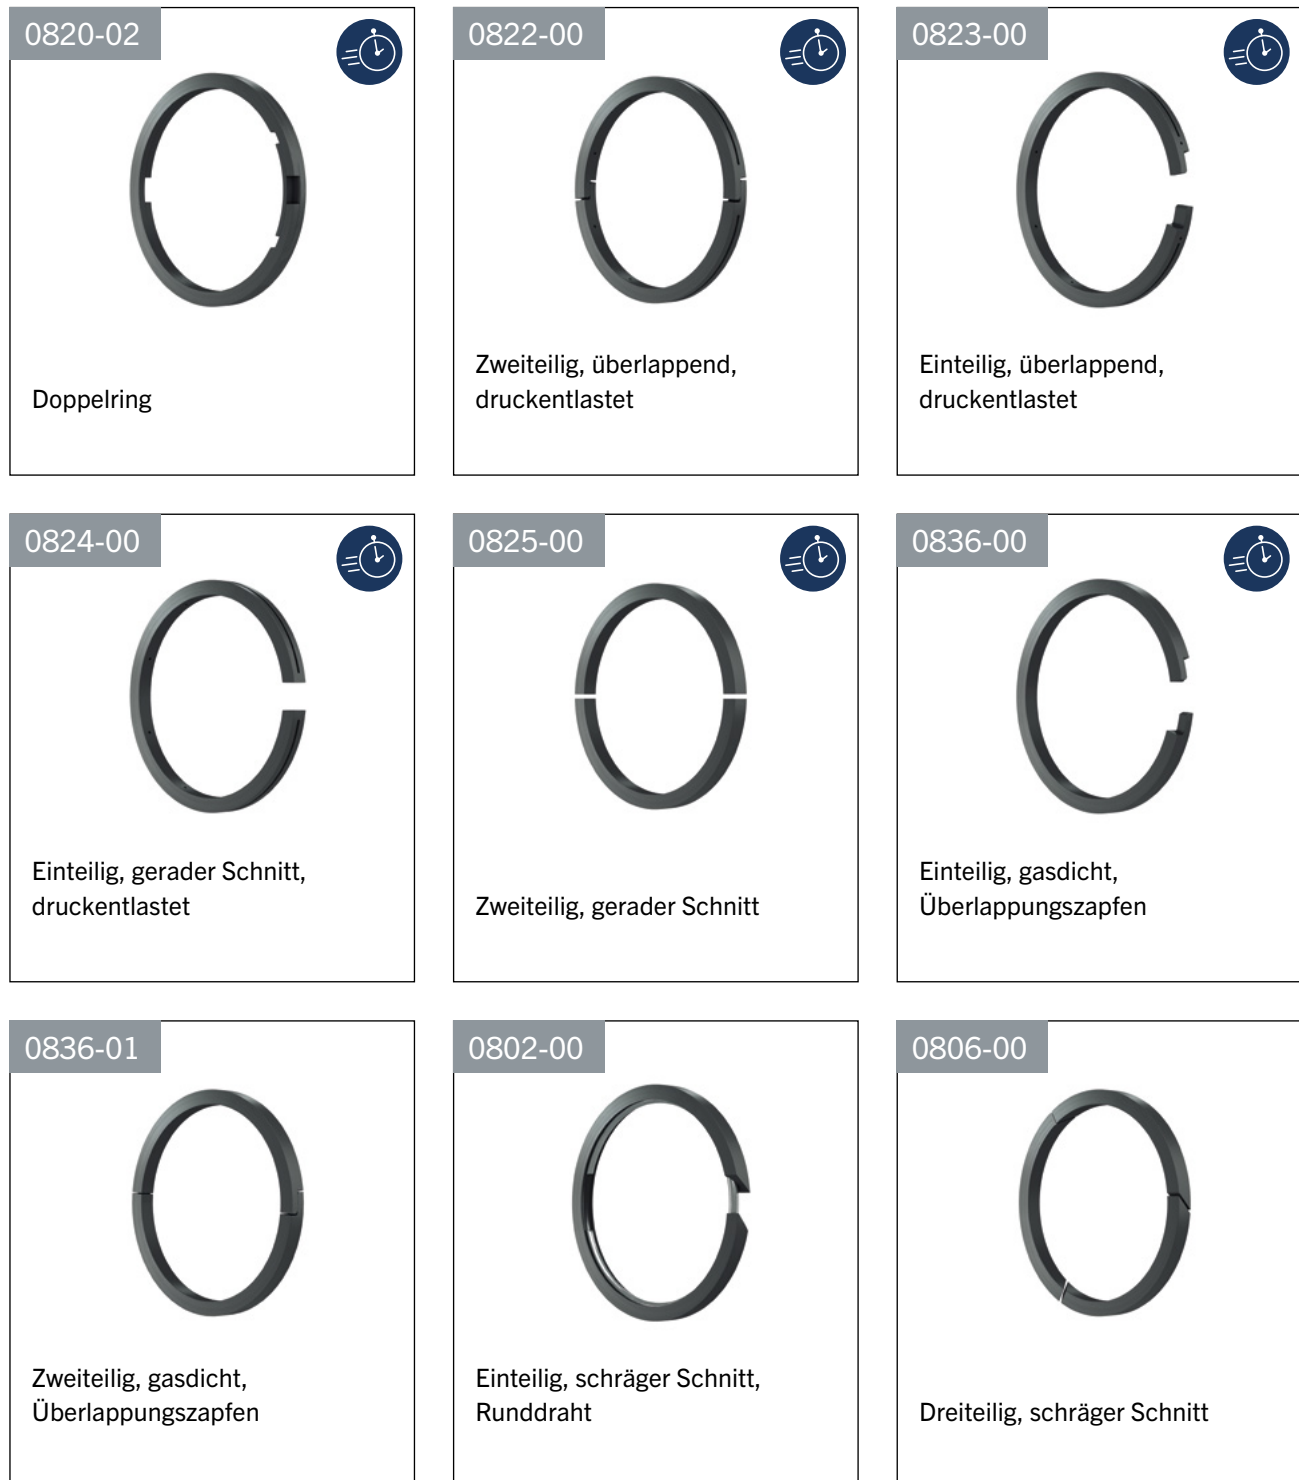 0820-02
Doppelring
0822-00
Zweiteilig, überlappend,
druckentlastet
0823-00
Einteilig, überlappend,
druckentlastet
0824-00
Einteilig, gerader Schnitt,
druckentlastet
0825-00
Zweiteilig, gerader Schnitt
0836-00
Einteilig, gasdicht,
Überlappungszapfen
0836-01
Zweiteilig, gasdicht,
Überlappungszapfen
0802-00
Einteilig, schräger Schnitt,
Runddraht
0806-00
Dreiteilig, schräger Schnitt